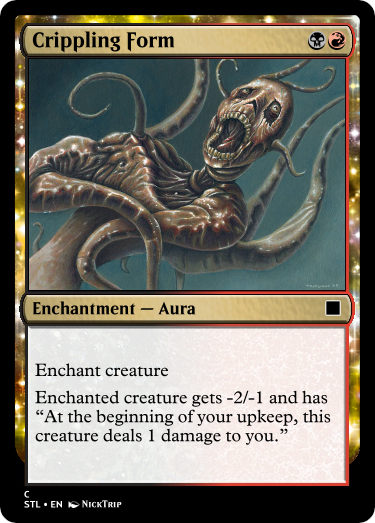 Crippling Form
Enchantment — Aura
Enchant creature
Enchanted creature gets -2/-1 and has
“At the beginning of your upkeep, this
creature deals 1 damage to you.”
C
STL • EN NickTrip